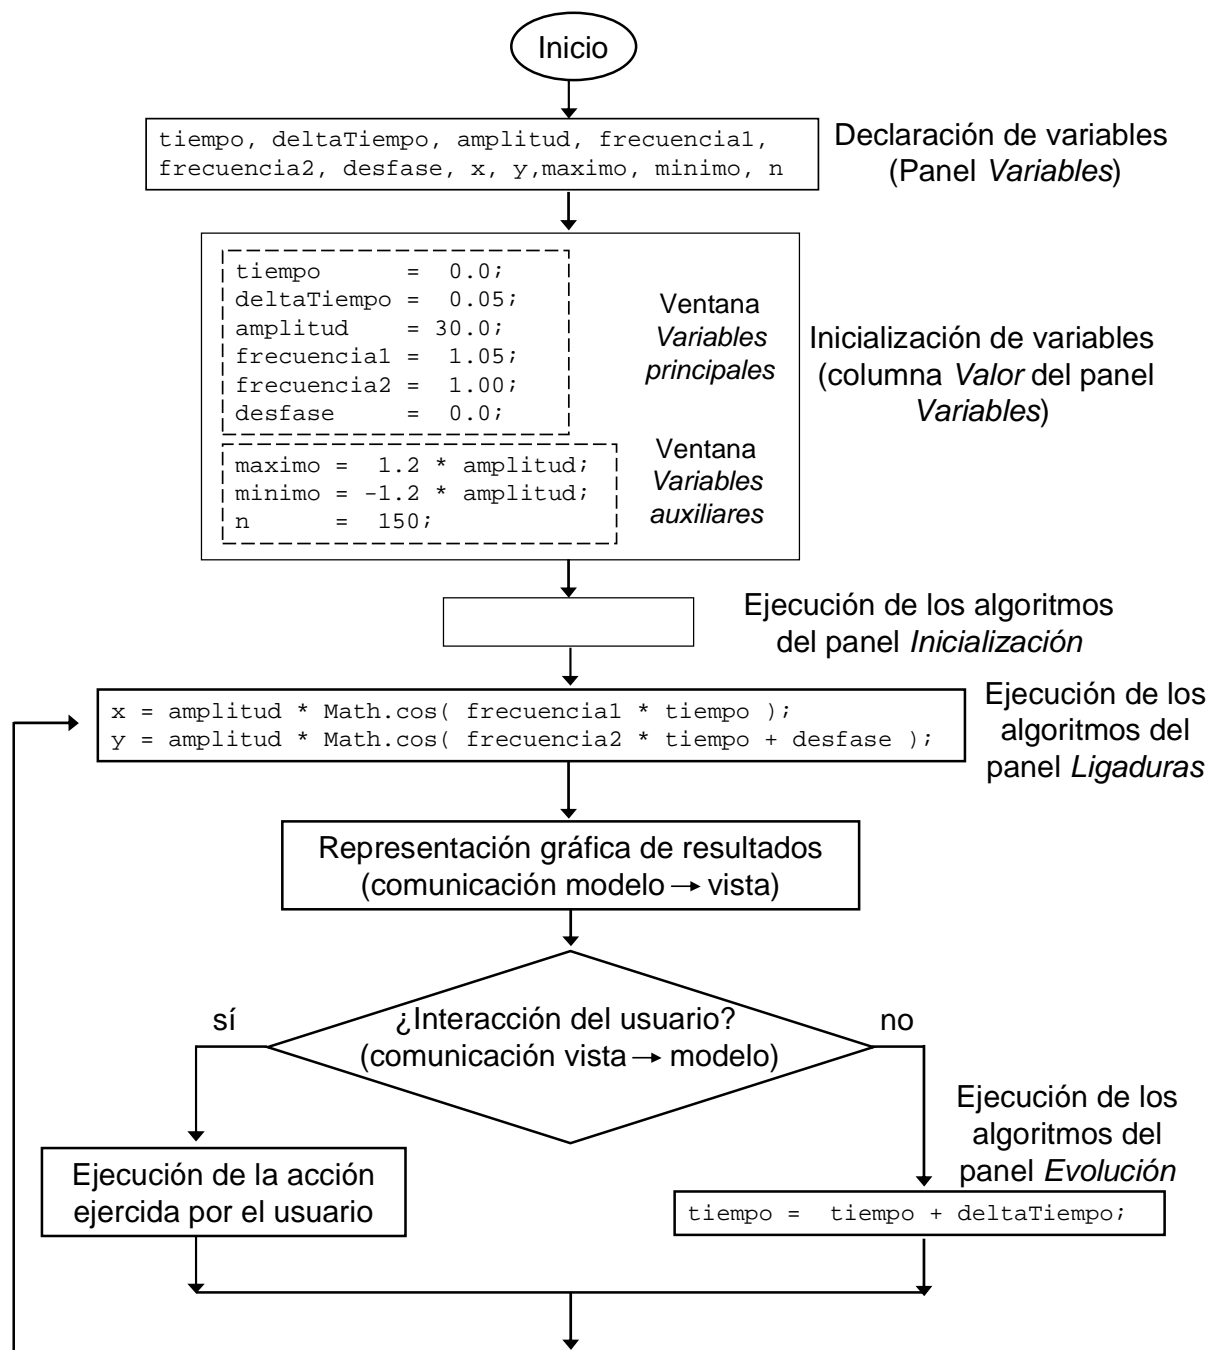 Inicio
tiempo, deltaTiempo, amplitud, frecuencia1,
frecuencia2, desfase, x, y,maximo, minimo, n
Declaración de variables
(Panel Variables)
tiempo      =  0.0;
deltaTiempo =  0.05;
amplitud    = 30.0;
frecuencia1 =  1.05;
frecuencia2 =  1.00;
desfase     =  0.0;
Ventana
Variables
principales
maximo =  1.2 * amplitud;
minimo = -1.2 * amplitud;
n      =  150;
Ventana
Variables
auxiliares
Inicialización de variables
(columna Valor del panel
Variables)
Ejecución de los algoritmos
del panel Inicialización
x = amplitud * Math.cos( frecuencia1 * tiempo );
y = amplitud * Math.cos( frecuencia2 * tiempo + desfase );
Ejecución de los
algoritmos del
panel Ligaduras
Representación gráfica de resultados
(comunicación modelo → vista)
¿Interacción del usuario?
(comunicación vista → modelo)
sí
no
Ejecución de la acción
ejercida por el usuario
Ejecución de los
algoritmos del
panel Evolución
tiempo =  tiempo + deltaTiempo;